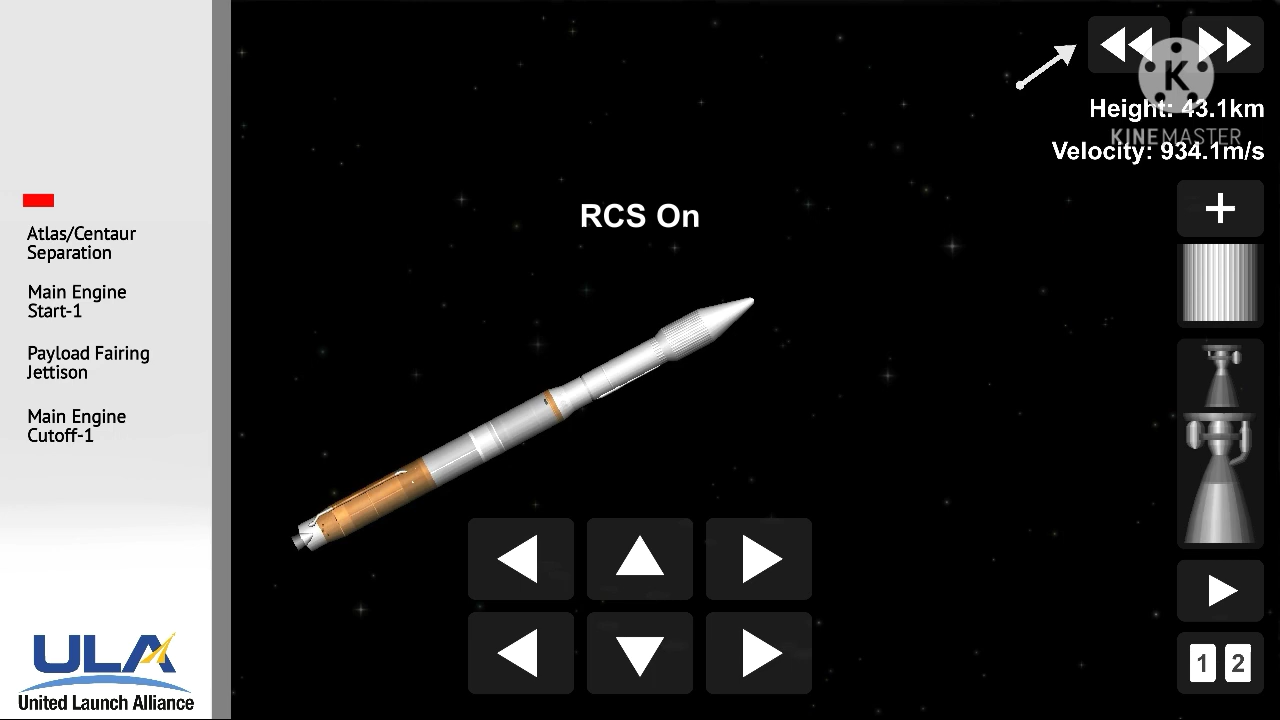 Height: 43.1km
KINEMASTER
Velocity: 934.1m/s
K
RCS On
Atlas/Centaur
Separation
Main Engine
Start-1
Payload Fairing
Jettison
Main Engine
Cutoff-1
1 2
ULA
United Launch Alliance